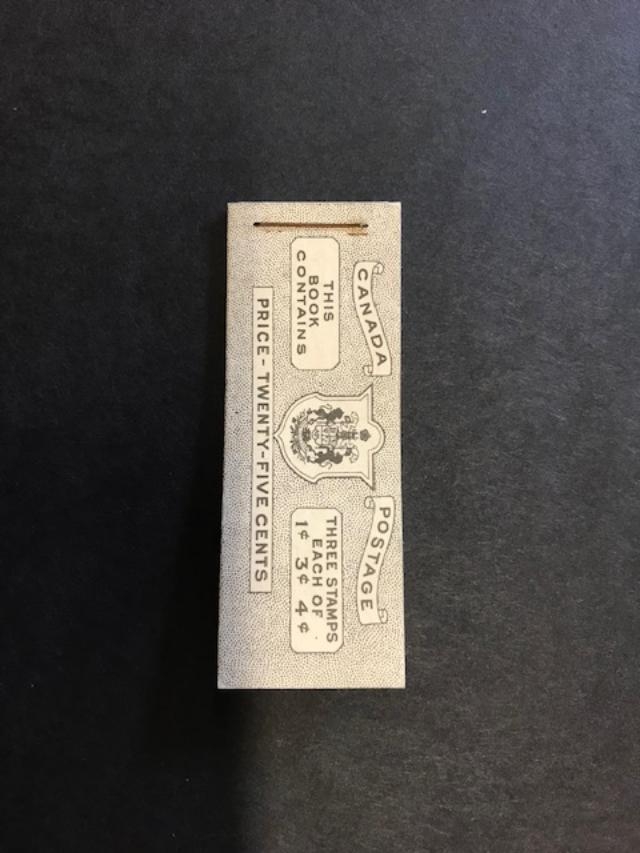 CANADA
POSTAGE
THIS
BOOK
CONTAINS
THREE STAMPS
EACH OF
1¢ 3¢ 4¢
PRICE - TWENTY-FIVE CENTS